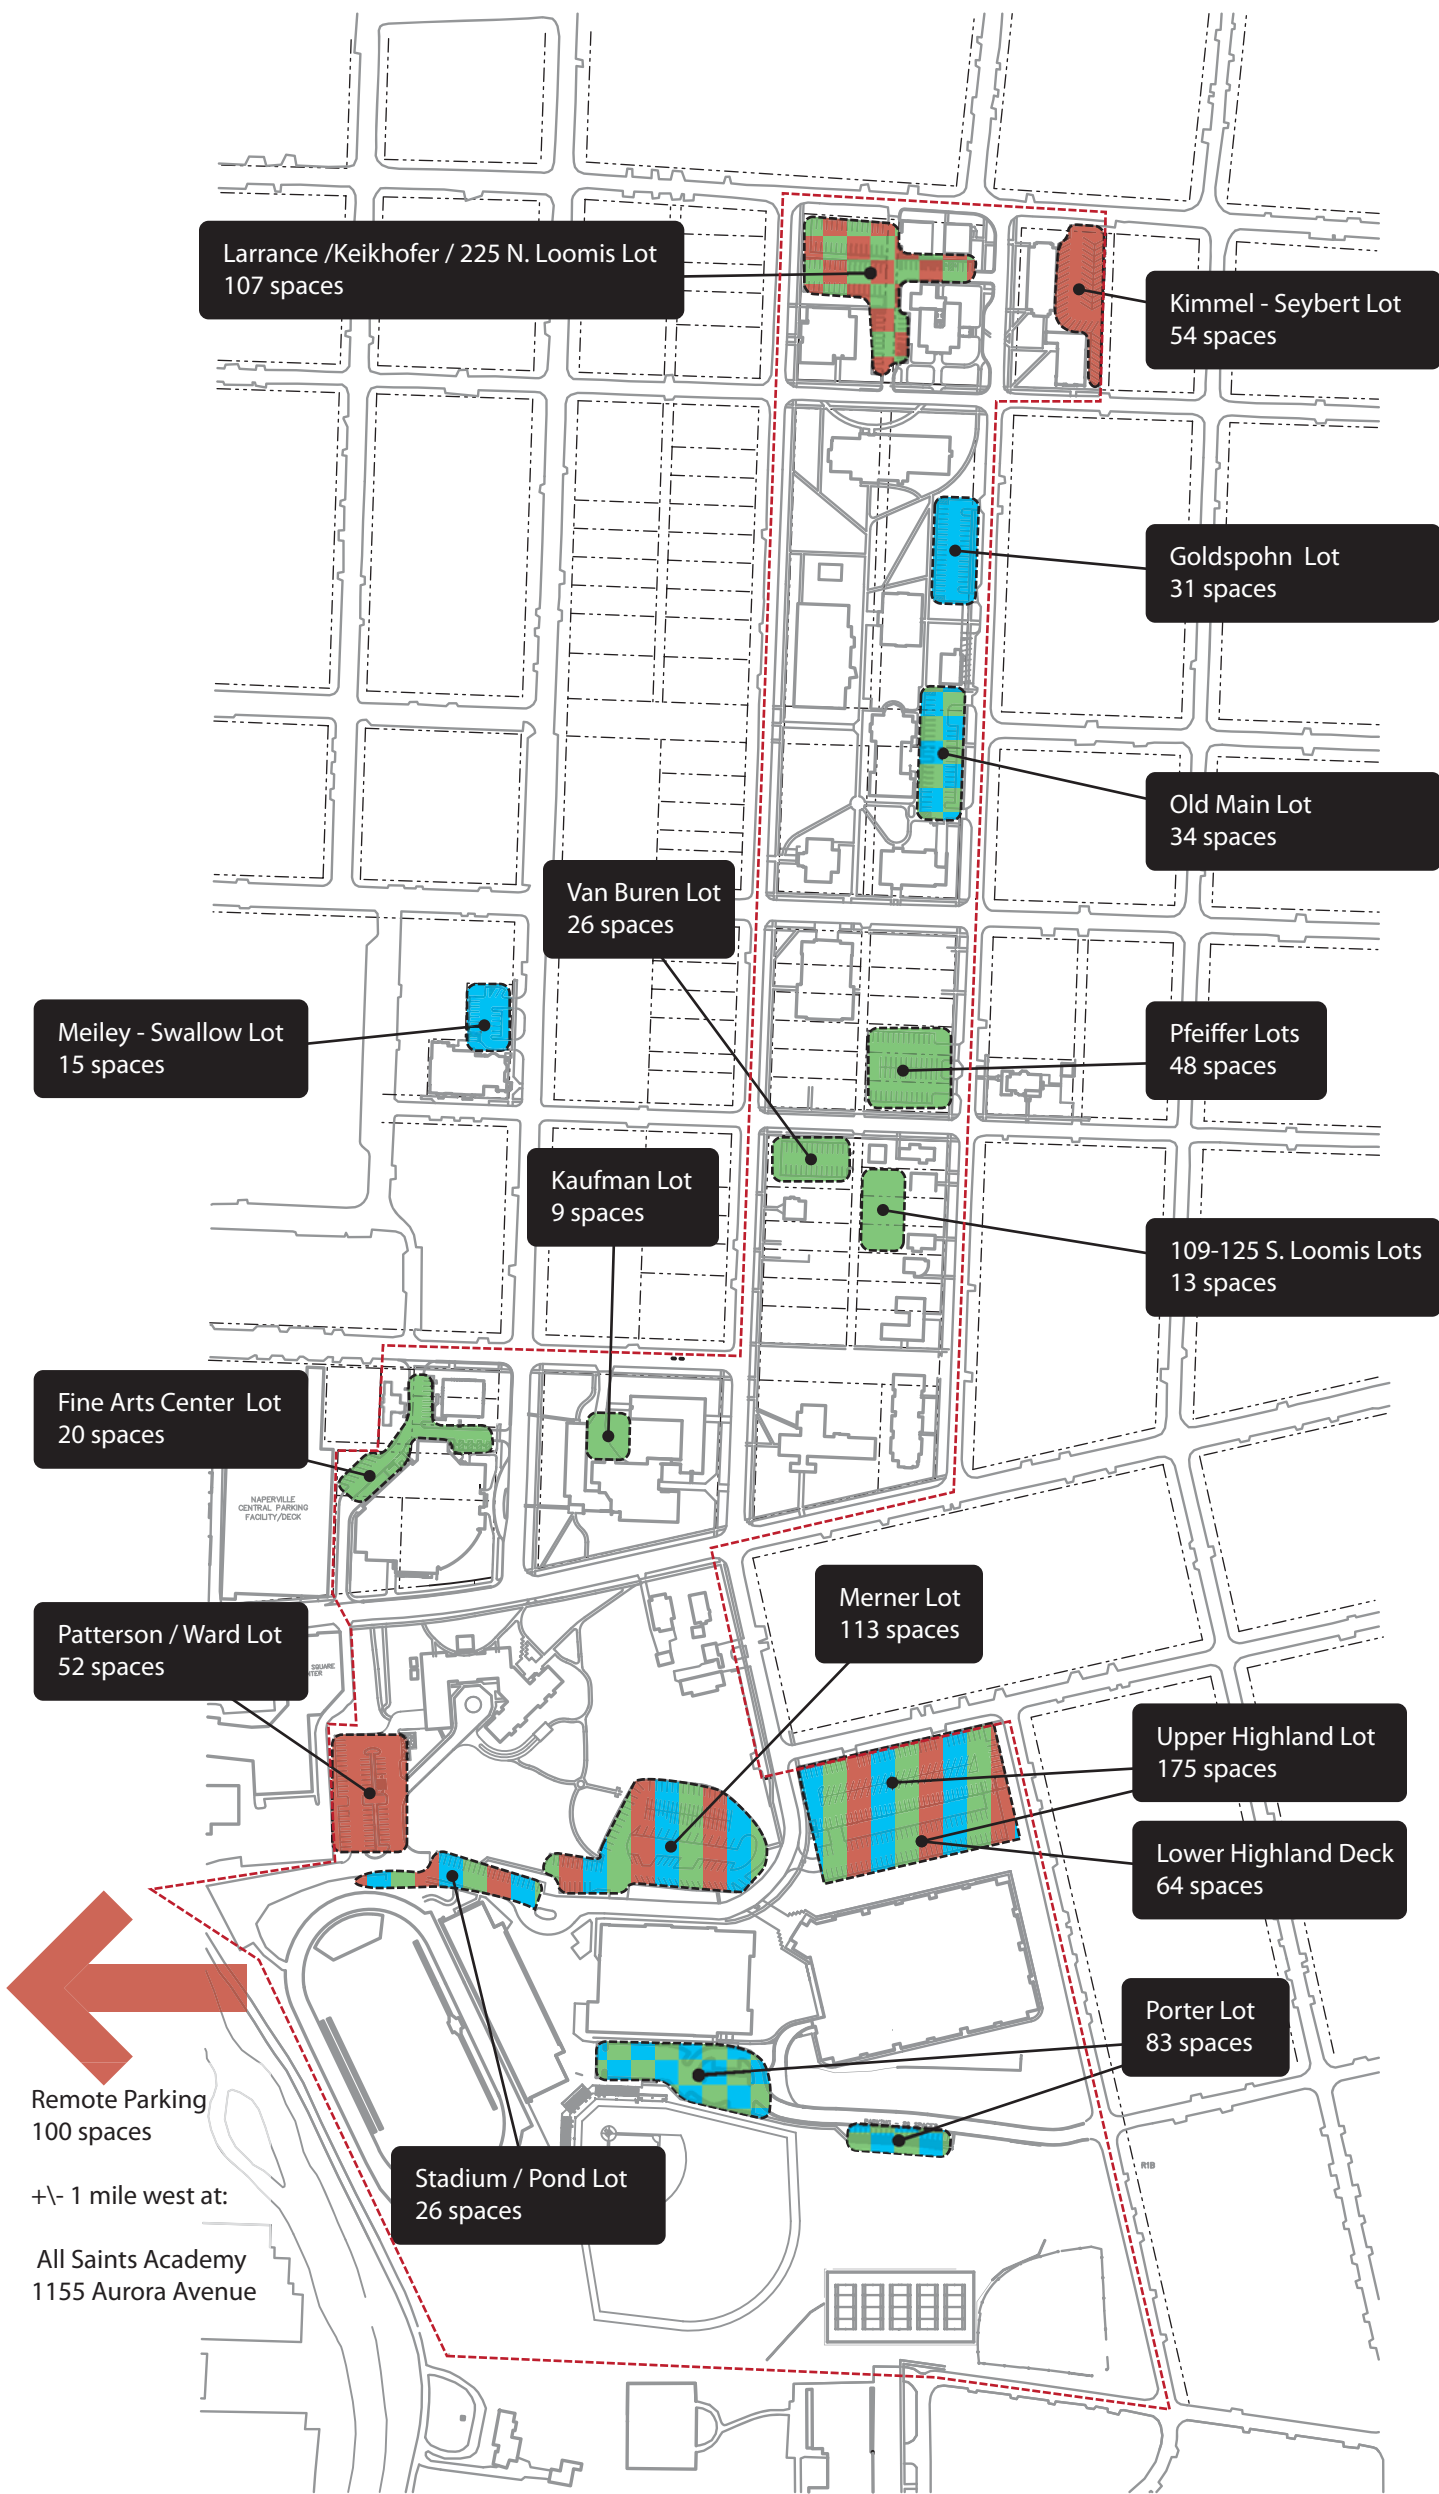 Larrance /Keikhofer / 225 N. Loomis Lot
107 spaces
Kimmel - Seybert Lot
54 spaces
Goldspohn  Lot
31 spaces
Old Main Lot
34 spaces
Van Buren Lot
26 spaces
Meiley - Swallow Lot
15 spaces
Pfeiffer Lots
48 spaces
Kaufman Lot
9 spaces
109-125 S. Loomis Lots
13 spaces
Fine Arts Center  Lot
20 spaces
NAPERVILLE
CENTRAL PARKING
FACILITY/DECK
Merner Lot
113 spaces
Patterson / Ward Lot
52 spaces
SQUARE
Upper Highland Lot
175 spaces
Lower Highland Deck
64 spaces
Porter Lot
83 spaces
Remote Parking
100 spaces
+\- 1 mile west at:
All Saints Academy
1155 Aurora Avenue
Stadium / Pond Lot
26 spaces
R1B